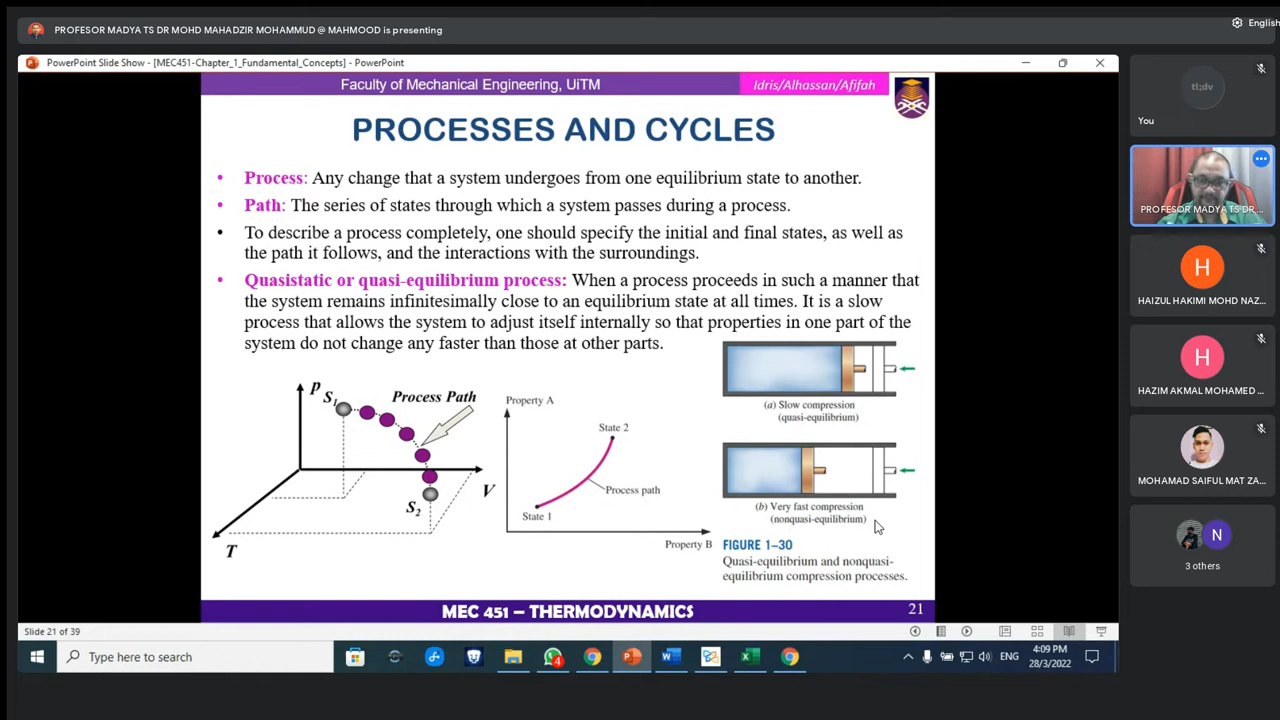 PROFESOR MADYA TS DR MOHD MAHADZIR MOHAMMUD @ MAHMOOD is presenting
English
PowerPoint Slide Show - [MEC451-Chapter_1_Fundamental_Concepts] - PowerPoint
Faculty of Mechanical Engineering, UiTM
Idris/Alhassan/Afifah
PROCESSES AND CYCLES
• Process: Any change that a system undergoes from one equilibrium state to another.
• Path: The series of states through which a system passes during a process.
• To describe a process completely, one should specify the initial and final states, as well as
the path it follows, and the interactions with the surroundings.
• Quasistatic or quasi-equilibrium process: When a process proceeds in such a manner that
the system remains infinitesimally close to an equilibrium state at all times. It is a slow
process that allows the system to adjust itself internally so that properties in one part of the
system do not change any faster than those at other parts.
P
S1
Process Path
V
S2
T
Property A
State 2
Process path
State 1
Property B
(a) Slow compression
(quasi-equilibrium)
(b) Very fast compression
(nonquasi-equilibrium)
FIGURE 1–30
Quasi-equilibrium and nonquasi-
equilibrium compression processes.
MEC 451 – THERMODYNAMICS
21
Slide 21 of 39
Type here to search
4
ENG
4:09 PM
28/3/2022
tl;dv
You
PROFESOR MADYA TS DR...
H
HAIZUL HAKIMI MOHD NAZ...
H
HAZIM AKMAL MOHAMED ...
MOHAMAD SAIFUL MAT ZA...
N
3 others